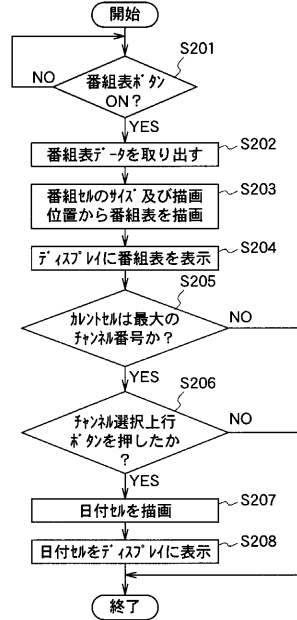 開始
S201
番組表ﾎﾞﾀﾝ
ON?
NO
YES
番組表ﾃﾞｰﾀを取り出す
S202
番組ｾﾙのｻｲｽﾞ及び描画
位置から番組表を描画
S203
ﾃﾞｨｽﾌﾟﾚｲに番組表を表示
S204
S205
ｶﾚﾝﾄｾﾙは最大の
ﾁｬﾝﾈﾙ番号か?
NO
YES
S206
ﾁｬﾝﾈﾙ選択上行
ﾎﾞﾀﾝを押したか
?
NO
YES
日付ｾﾙを描画
S207
日付ｾﾙをﾃﾞｨｽﾌﾟﾚｲに表示
S208
終了